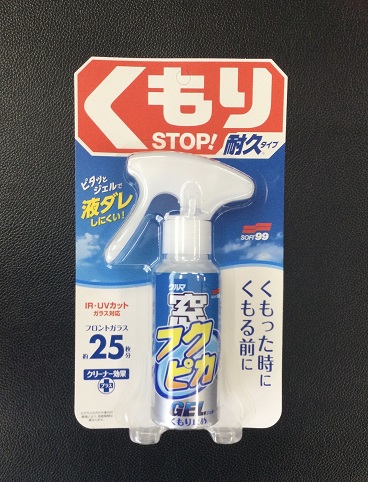 くもり
STOP! 耐久タイプ
ピタッと
ジェルで
液ダレ
しにくい！
SOFT99
IR・UVカット
ガラス対応
フロントガラス
約25枚分
クリーナー効果
プラス
くもった時に
くもる前に
クルマ
窓
フク
ピカ
GEL
くもり止め